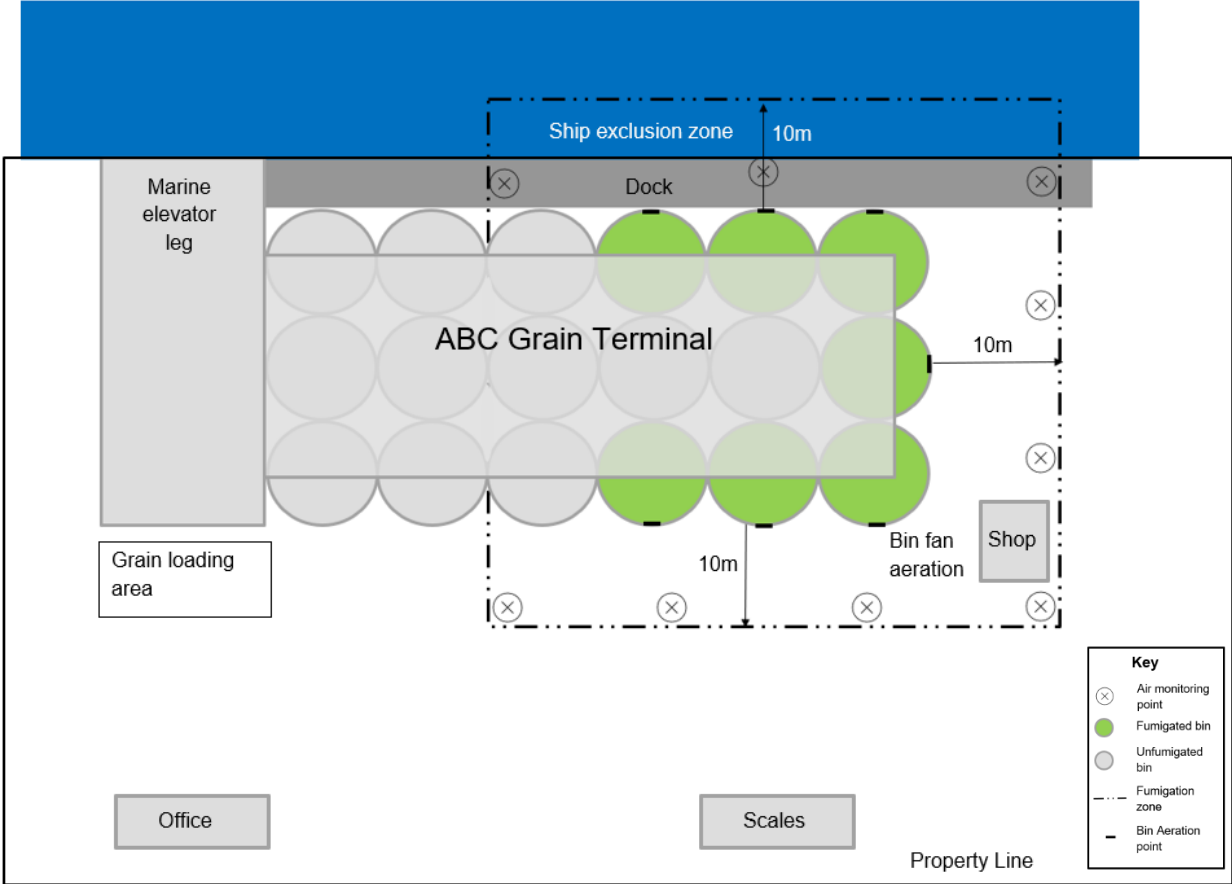 Ship exclusion zone
10m
Marine
elevator
leg
Dock
ABC Grain Terminal
10m
Grain loading
area
10m
Bin fan
aeration
Shop
Office
Scales
Property Line
Key
Air monitoring
point
Fumigated bin
Unfumigated
bin
Fumigation
zone
Bin Aeration
point